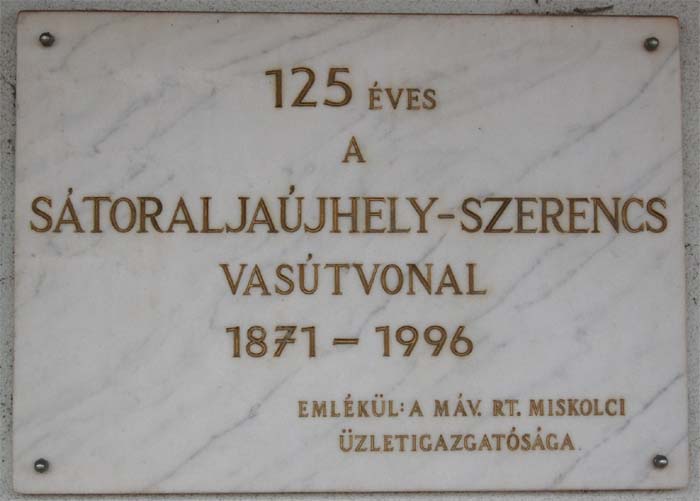 125 ÉVES
A
SÁTORALJAÚJHELY-SZERENCS
VASÚTVONAL
1871 – 1996
EMLÉKÜL: A MÁV. RT. MISKOLCI
ÜZLETIGAZGATÓSÁGA